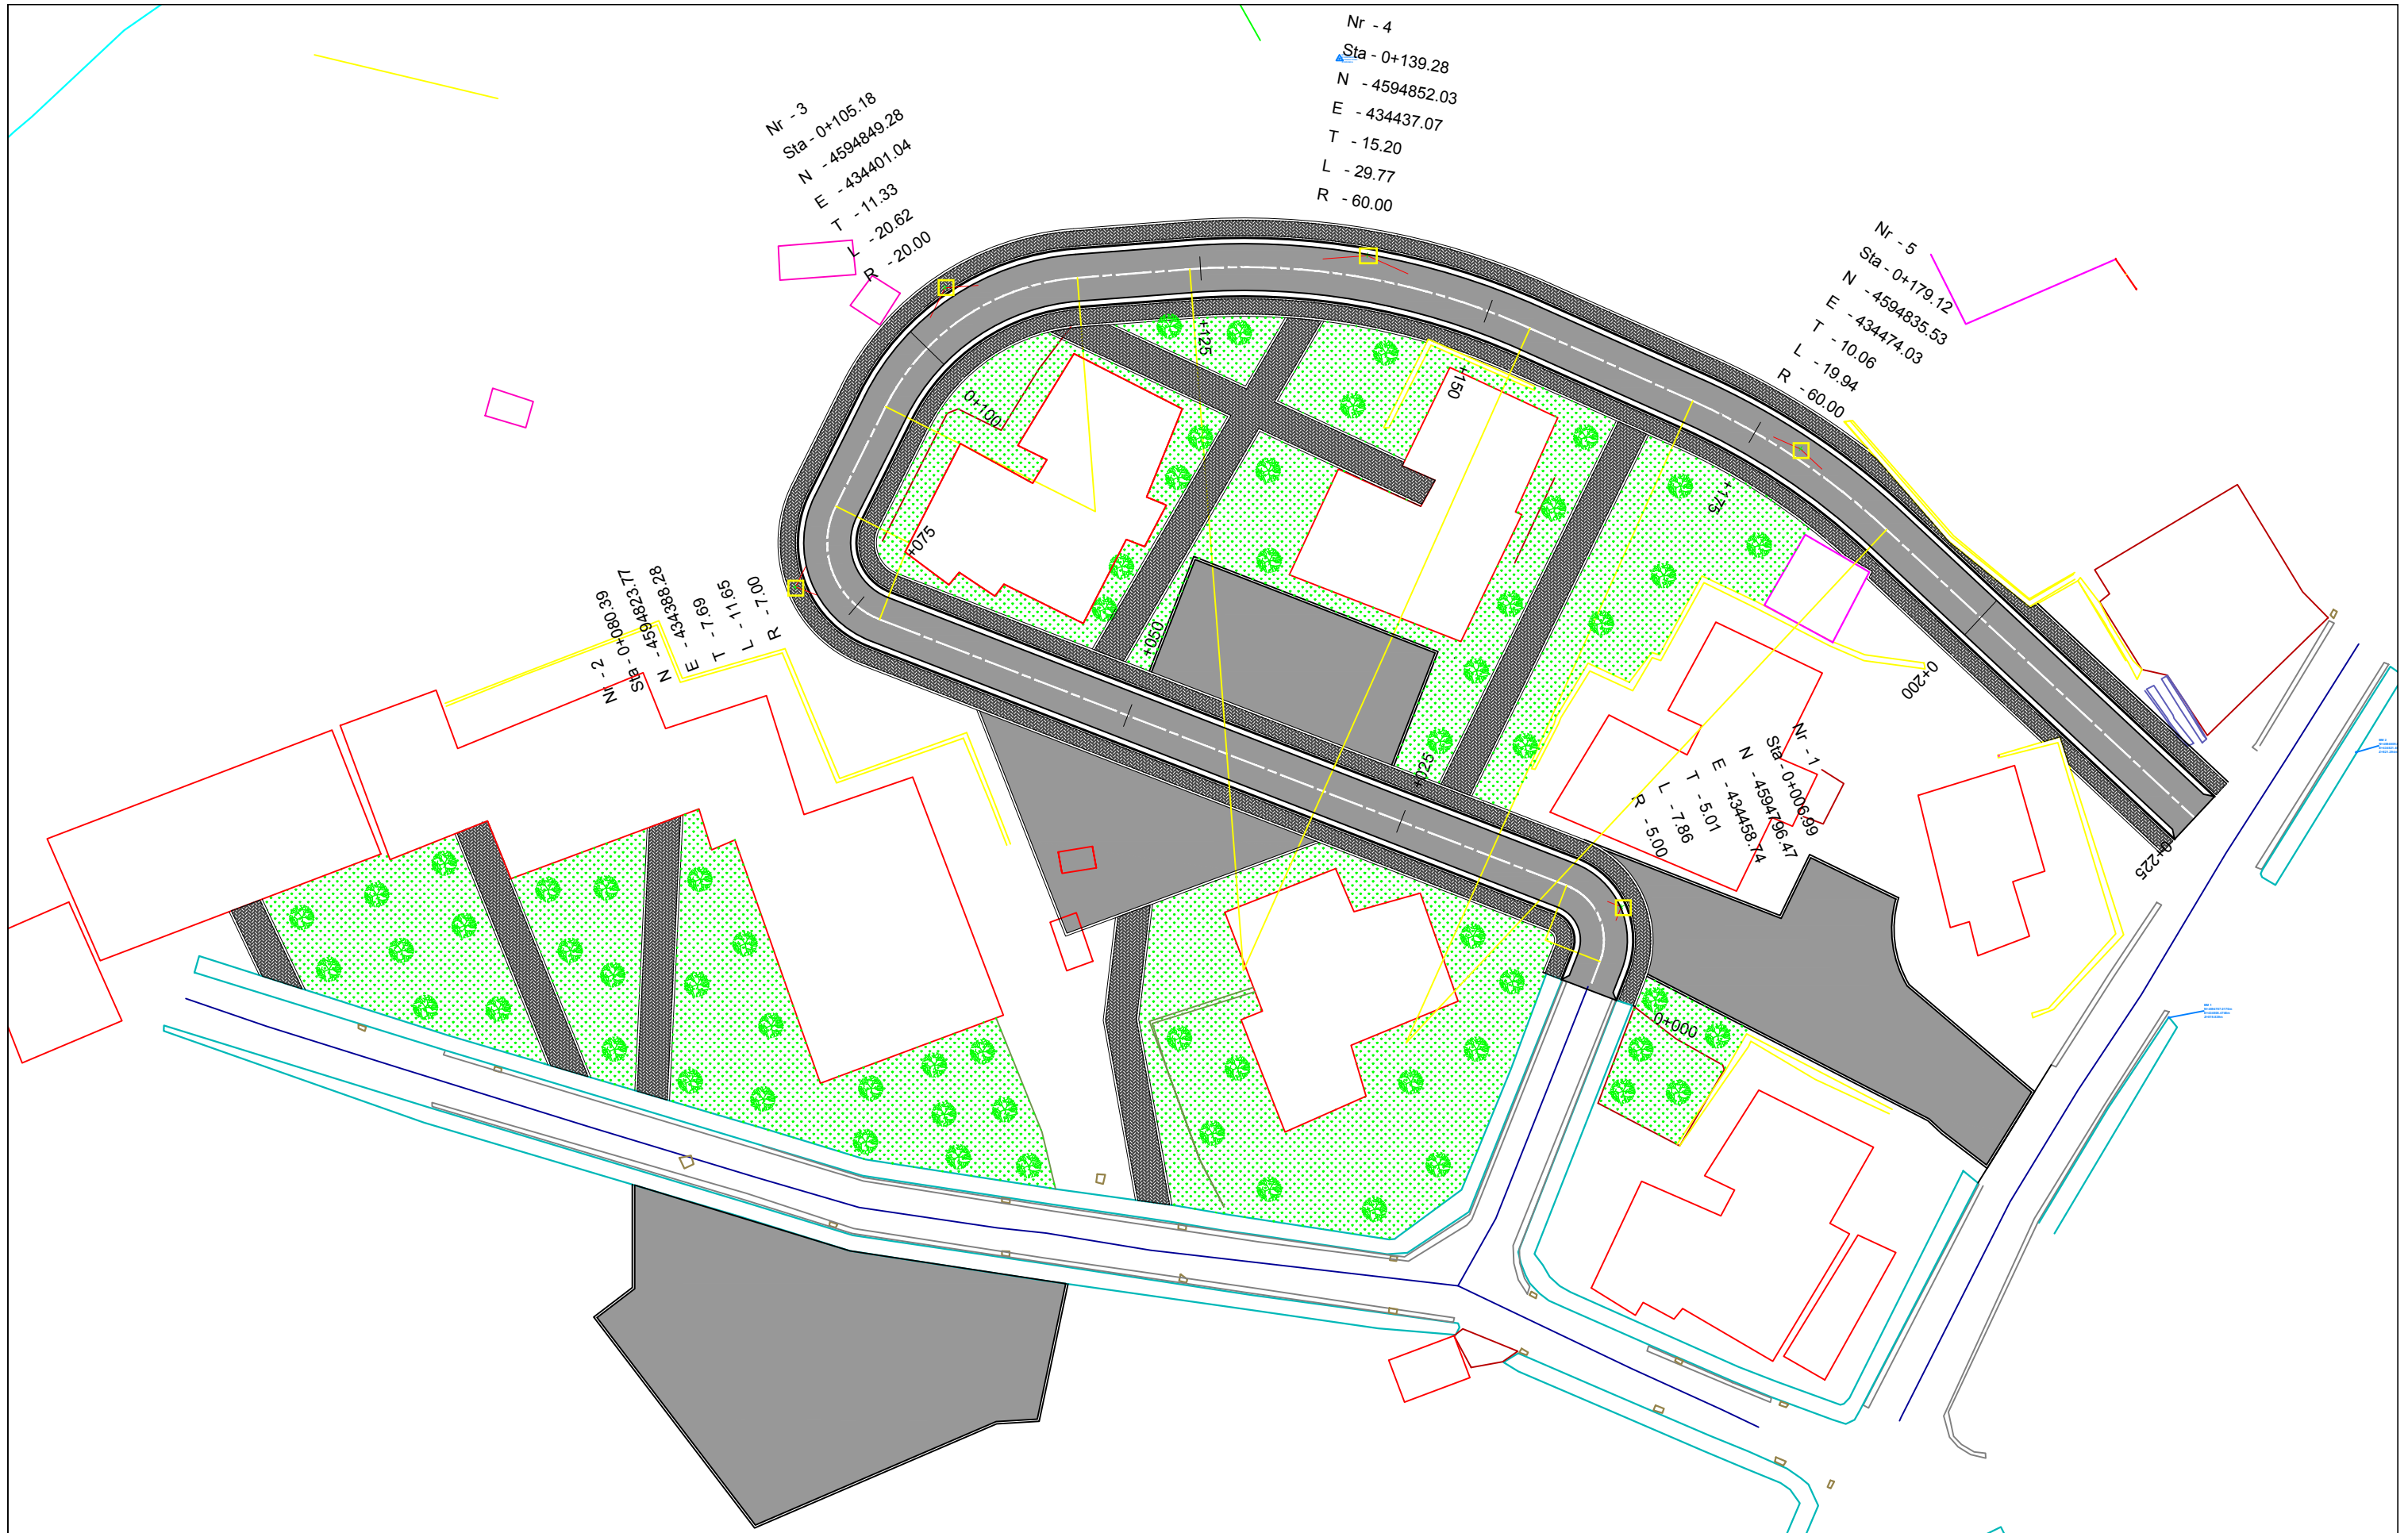 Nr - 4
Sta - 0+139.28
N - 4594852.03
E - 434437.07
T - 15.20
L - 29.77
R - 60.00
Nr - 3
Sta - 0+105.18
N - 4594849.28
E - 434401.04
T - 11.33
L - 20.62
R - 20.00
Nr - 5
Sta - 0+179.12
N - 4594835.53
E - 434474.03
T - 10.06
L - 19.94
R - 60.00
Nr - 2
Sta - 0+080.39
N - 4594823.77
E - 434388.28
T - 7.69
L - 11.65
R - 7.00
Nr - 1
Sta - 0+006.99
N - 4594796.47
E - 434458.74
T - 5.01
L - 7.86
R - 5.00
+125
+150
0+100
+175
+075
+050
0+200
+025
0+225
0+000